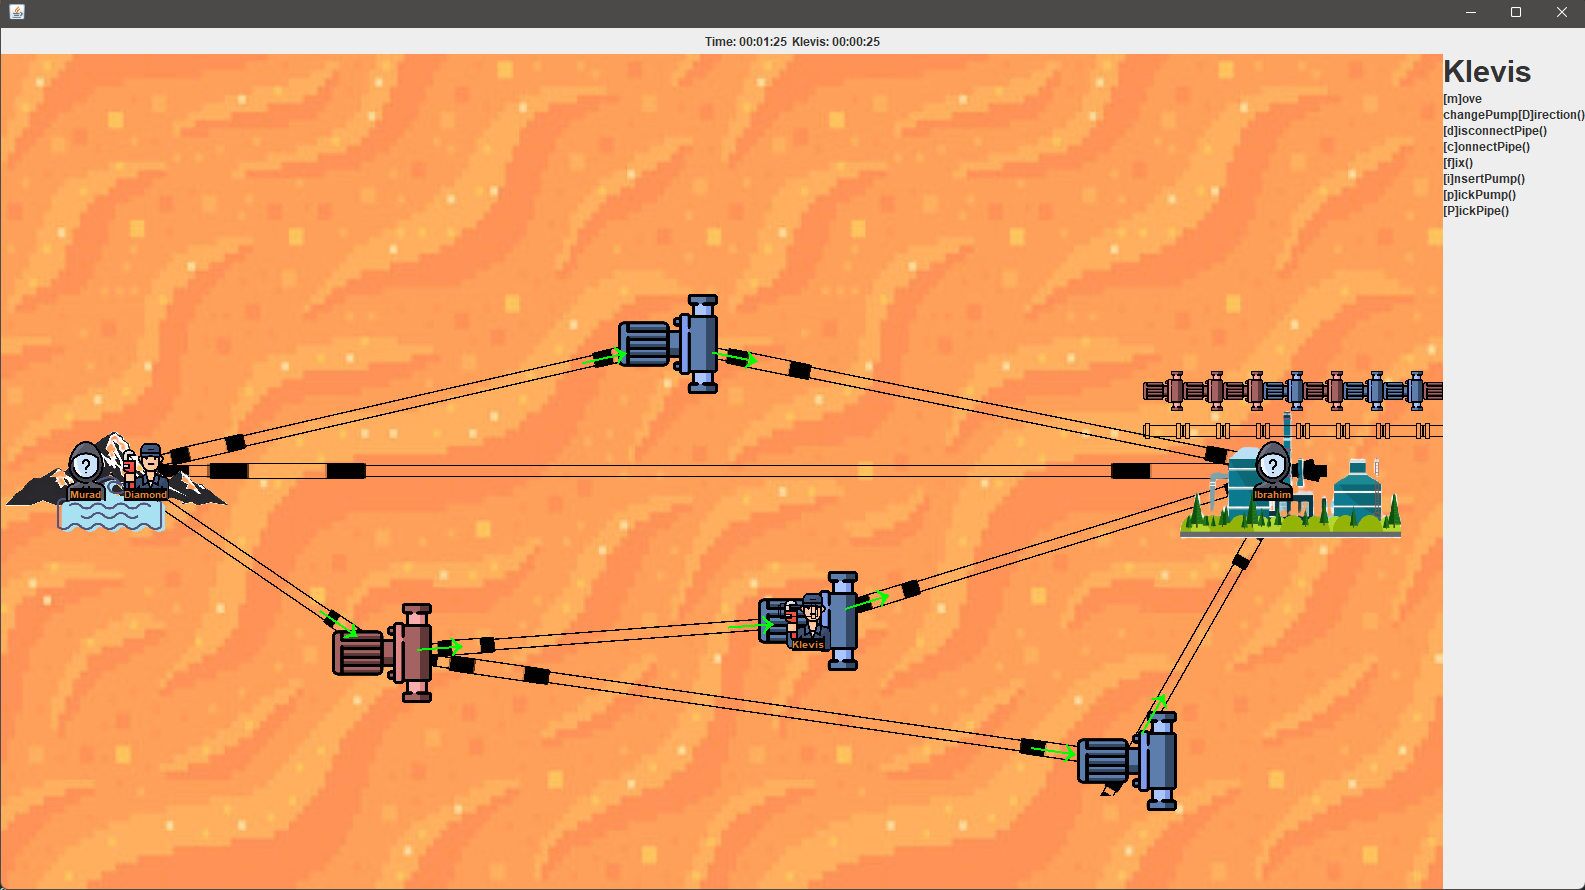 Time: 00:01:25 Klevis: 00:00:25
Klevis
[m]ove
changePump[D]irection()
[d]isconnectPipe()
[c]onnectPipe()
[f]ix()
[i]nsertPump()
[p]ickPump()
[P]ickPipe()
?
Murad
Diamond
?
Ibrahim
Klevis